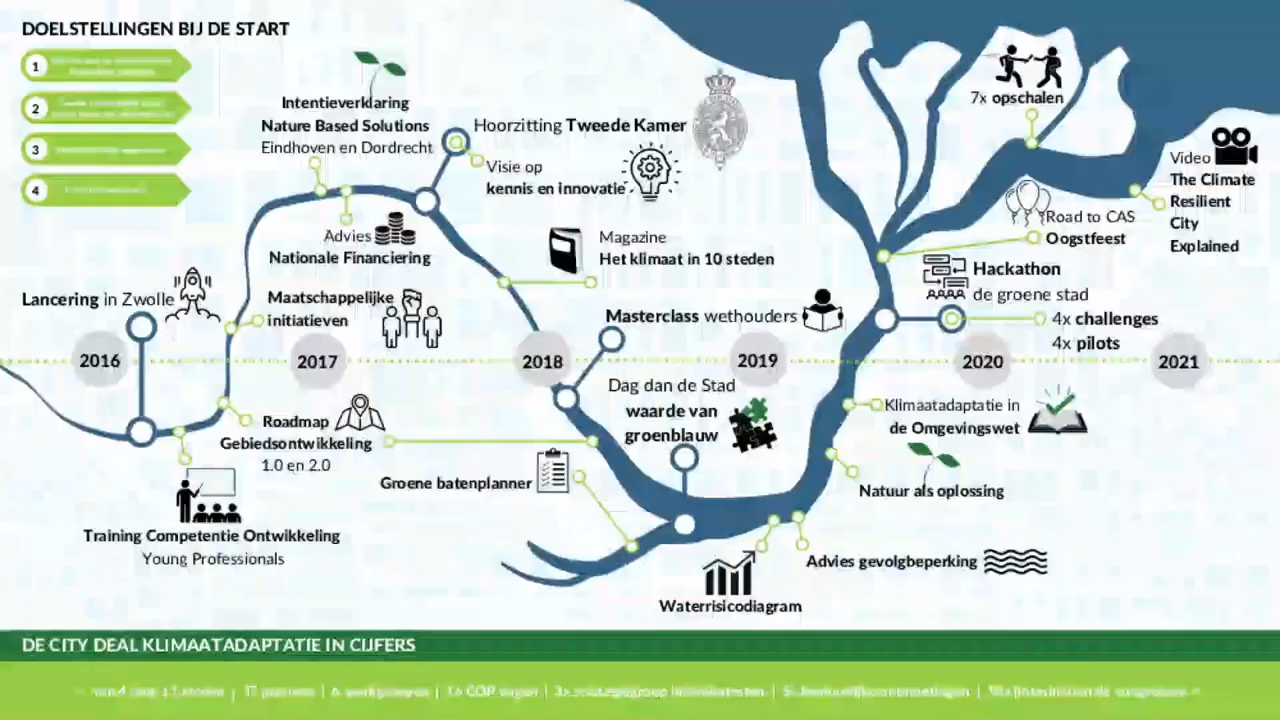 DOELSTELLINGEN BIJ DE START
1
2
3
4
Intentieverklaring
Nature Based Solutions
Eindhoven en Dordrecht
Hoorzitting Tweede Kamer
Visie op
kennis en innovatie
7x opschalen
Video
The Climate
Resilient
City
Explained
Advies
Nationale Financiering
Magazine
Het klimaat in 10 steden
Road to CAS
Oogstfeest
Hackathon
de groene stad
4x challenges
4x pilots
Lancering in Zwolle
Maatschappelijke
initiatieven
Masterclass wethouders
2016
2017
2018
2019
2020
2021
Dag dan de Stad
waarde van
groenblauw
Klimaatadaptatie in
de Omgevingswet
Roadmap
Gebiedsontwikkeling
1.0 en 2.0
Groene batenplanner
Natuur als oplossing
Training Competentie Ontwikkeling
Young Professionals
Advies gevolgbeperking
Waterrisicodiagram
DE CITY DEAL KLIMAATADAPTATIE IN CIJFERS